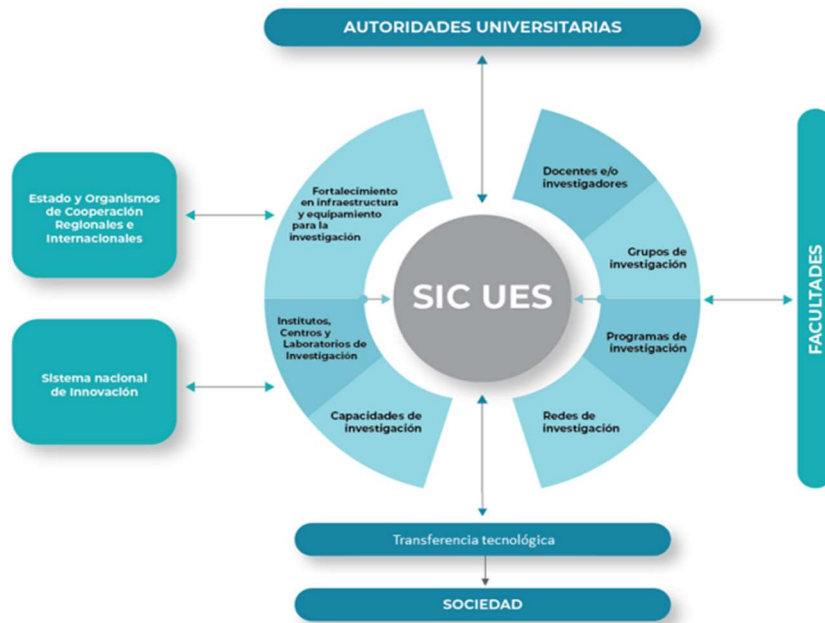 AUTORIDADES UNIVERSITARIAS
Estado y Organismos
de Cooperación
Regionales e
Internacionales
Sistema nacional
de Innovación
Fortalecimiento
en infraestructura
y equipamiento
para la
investigación
Institutos,
Centros y
Laboratorios de
Investigación
Capacidades de
investigación
SIC UES
Docentes e/o
investigadores
Grupos de
investigación
Programas de
investigación
Redes de
investigación
FACULTADES
Transferencia tecnológica
SOCIEDAD